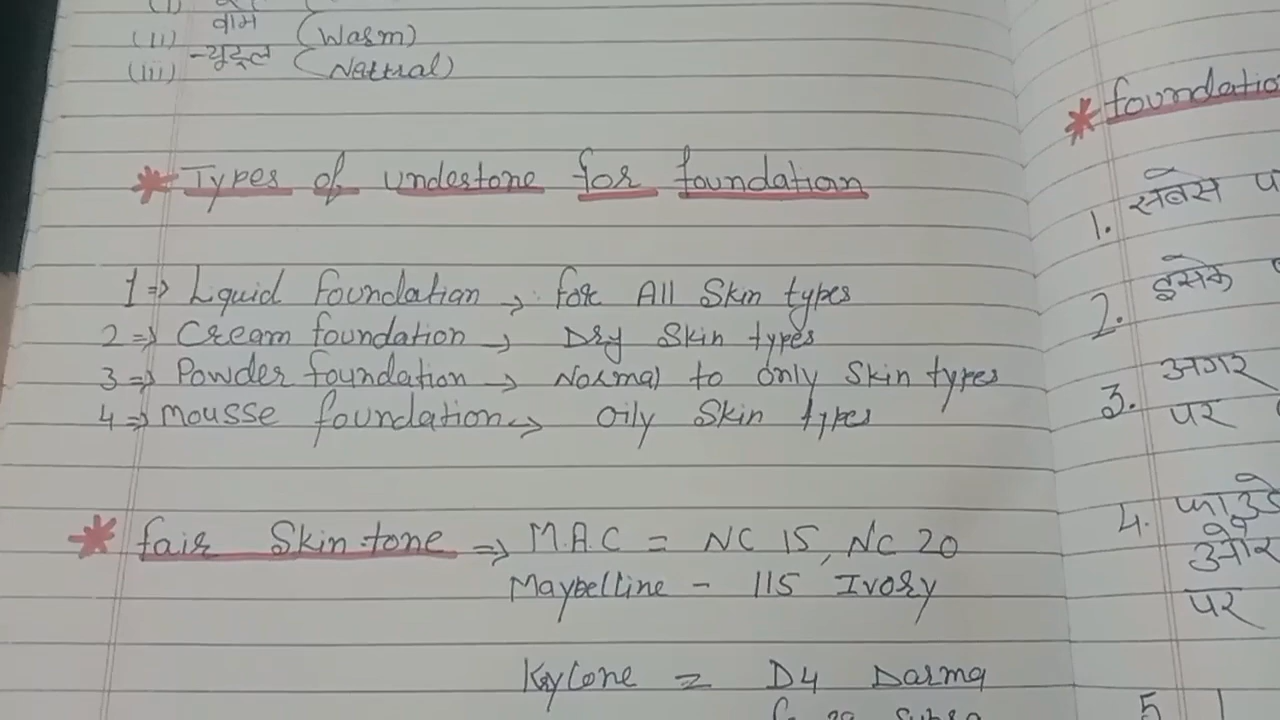 (ii) वाम (Warm)
(iii) न्यूट्रल (Nattral)
* Types of undertone for foundation
1 ⇒ Lquid foundation → for All Skin types
2 ⇒ Cream foundation → Dry Skin types
3 ⇒ Powder foundation → Normal to only Skin types
4 ⇒ Mousse foundation → Oily Skin types
* fair Skin tone ⇒ M.A.C = NC 15, NC 20
Maybelline - 115 Ivory
Krylone = D4 Darma
* foundatio
1. सबसे
2. इसके
3. अगर
पर
4. फाउंडे
और
पर
5